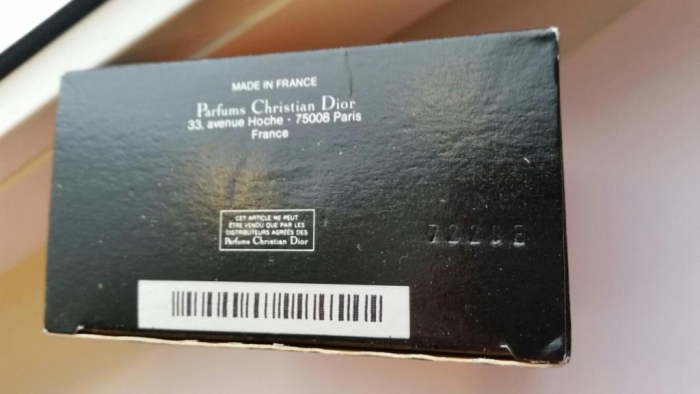 MADE IN FRANCE
Parfums Christian Dior
33, avenue Hoche - 75008 Paris
France
CET ARTICLE NE PEUT
ÊTRE VENDU QUE PAR LES
DISTRIBUTEURS AGRÉÉS DES
Parfums Christian Dior